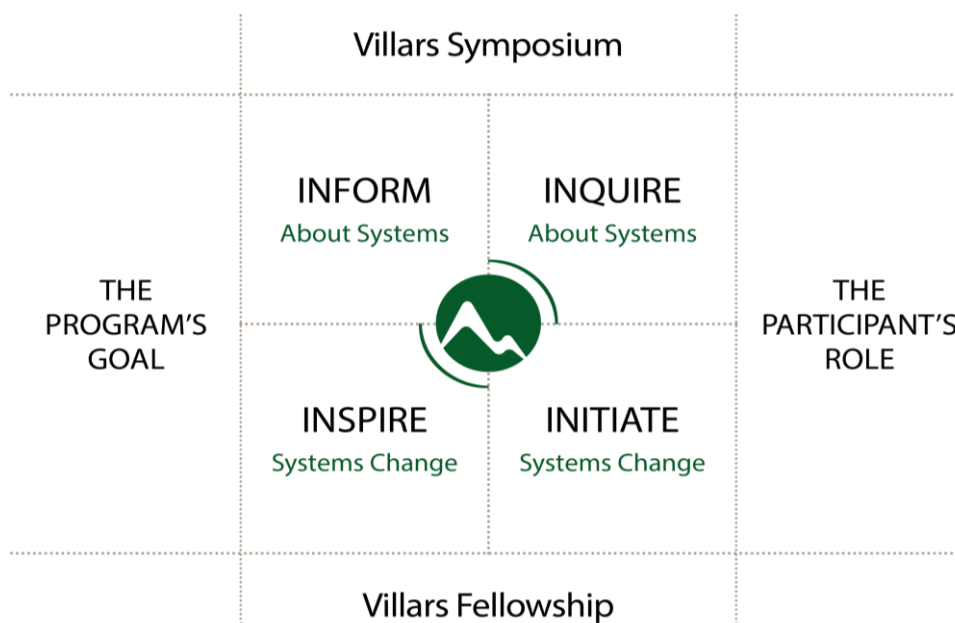 Villars Symposium
INFORM
About Systems
INQUIRE
About Systems
THE
PROGRAM’S
GOAL
THE
PARTICIPANT’S
ROLE
INSPIRE
Systems Change
INITIATE
Systems Change
Villars Fellowship